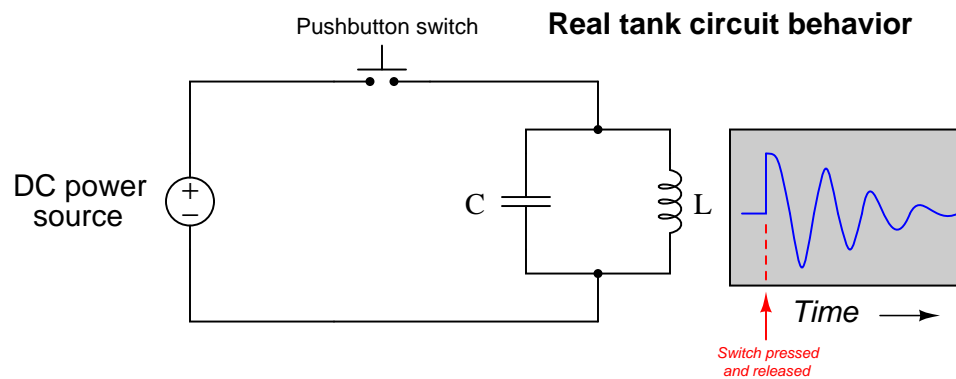 Real tank circuit behavior
Pushbutton switch
DC power
source
+
−
C
L
Time
Switch pressed
and released